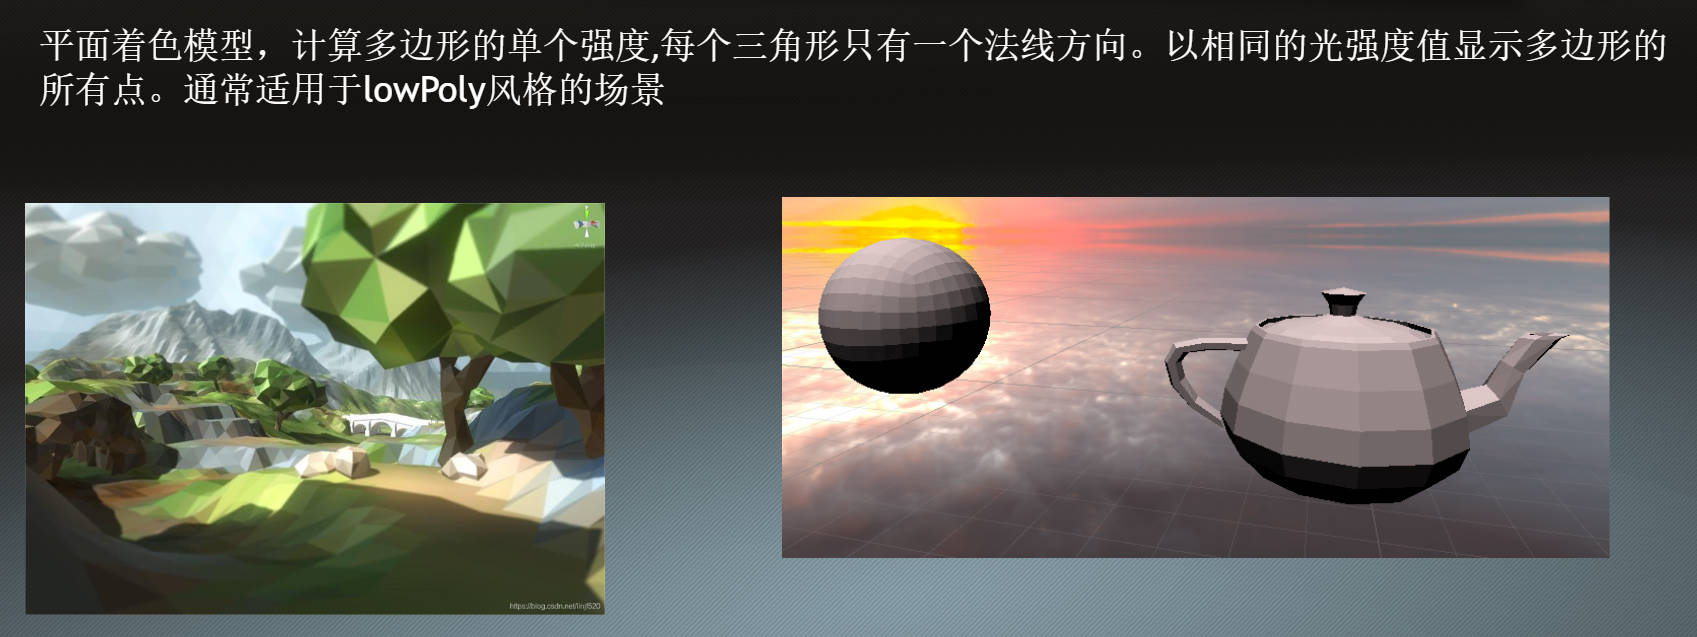 平面着色模型，计算多边形的单个强度,每个三角形只有一个法线方向。以相同的光强度值显示多边形的
所有点。通常适用于lowPoly风格的场景
https://blog.csdn.net/linjf520